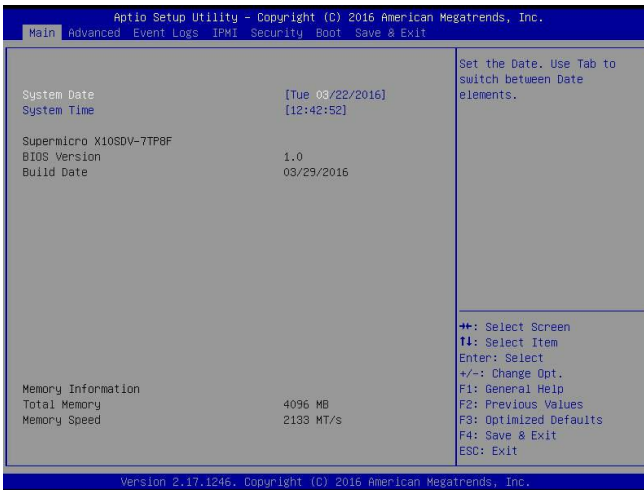 Aptio Setup Utility – Copyright (C) 2016 American Megatrends, Inc.
Main Advanced Event Logs IPMI Security Boot Save & Exit
System Date [Tue 03/22/2016]
System Time [12:42:52]
Supermicro X10SDV-7TP8F
BIOS Version 1.0
Build Date 03/29/2016
Memory Information
Total Memory 4096 MB
Memory Speed 2133 MT/s
Set the Date. Use Tab to
switch between Date
elements.
→←: Select Screen
↑↓: Select Item
Enter: Select
+/-: Change Opt.
F1: General Help
F2: Previous Values
F3: Optimized Defaults
F4: Save & Exit
ESC: Exit
Version 2.17.1246. Copyright (C) 2016 American Megatrends, Inc.